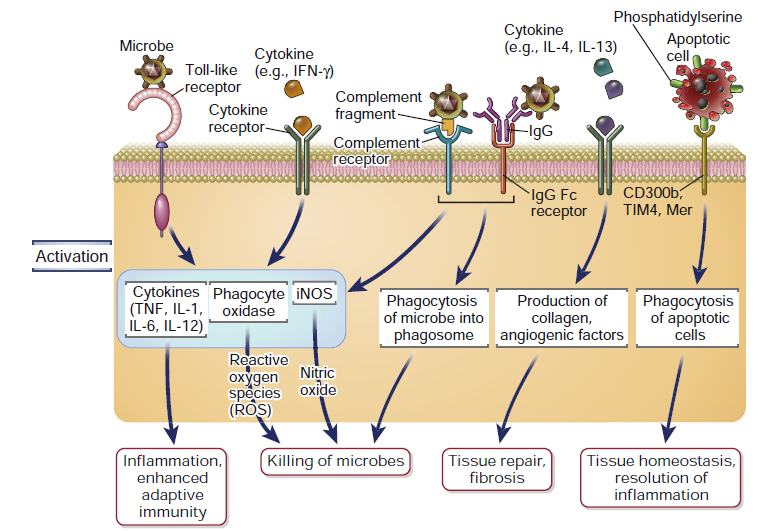 Phosphatidylserine
Microbe
Toll-like
receptor
Cytokine
(e.g., IFN-γ)
Cytokine
receptor
Complement
fragment
Complement
receptor
IgG
Cytokine
(e.g., IL-4, IL-13)
Apoptotic
cell
IgG Fc
receptor
CD300b,
TIM4, Mer
Activation
Cytokines
(TNF, IL-1,
IL-6, IL-12)
Phagocyte
oxidase
iNOS
Phagocytosis
of microbe into
phagosome
Production of
collagen,
angiogenic factors
Phagocytosis
of apoptotic
cells
Reactive
oxygen
species
(ROS)
Nitric
oxide
Inflammation,
enhanced
adaptive
immunity
Killing of microbes
Tissue repair,
fibrosis
Tissue homeostasis,
resolution of
inflammation